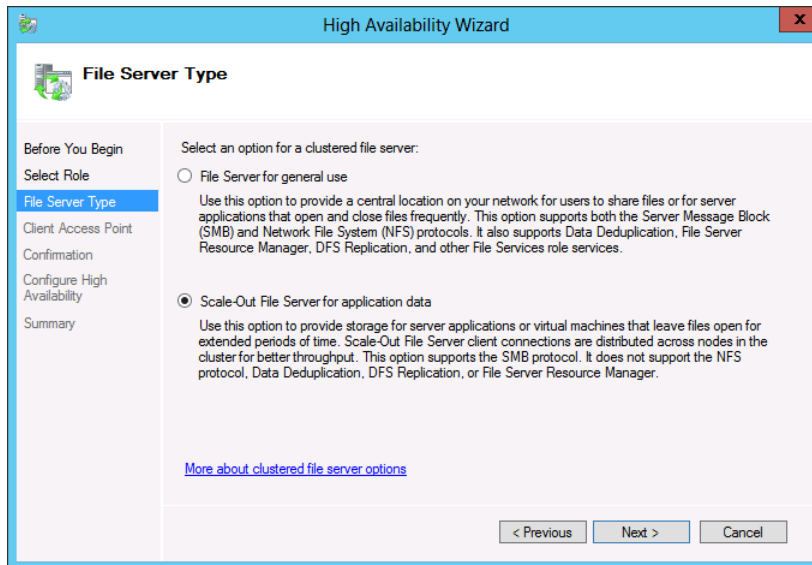 High Availability Wizard
x
File Server Type
Before You Begin
Select Role
File Server Type
Client Access Point
Confirmation
Configure High
Availability
Summary
Select an option for a clustered file server:
File Server for general use
Use this option to provide a central location on your network for users to share files or for server
applications that open and close files frequently. This option supports both the Server Message Block
(SMB) and Network File System (NFS) protocols. It also supports Data Deduplication, File Server
Resource Manager, DFS Replication, and other File Services role services.
Scale-Out File Server for application data
Use this option to provide storage for server applications or virtual machines that leave files open for
extended periods of time. Scale-Out File Server client connections are distributed across nodes in the
cluster for better throughput. This option supports the SMB protocol. It does not support the NFS
protocol, Data Deduplication, DFS Replication, or File Server Resource Manager.
More about clustered file server options
< Previous
Next >
Cancel